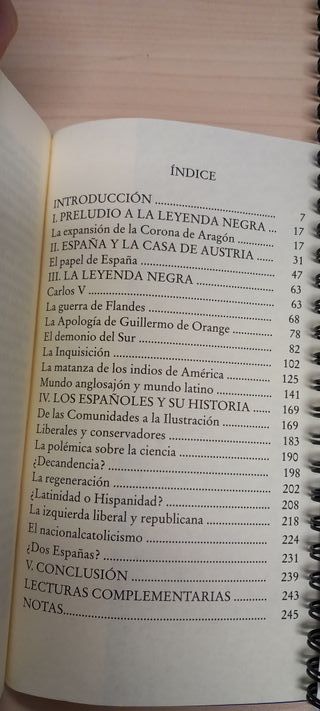 ÍNDICE
INTRODUCCIÓN ........................................ 7
I. PRELUDIO A LA LEYENDA NEGRA ... 17
La expansión de la Corona de Aragón .......... 17
II. ESPAÑA Y LA CASA DE AUSTRIA ...... 31
El papel de España ........................................ 47
III. LA LEYENDA NEGRA ........................ 63
Carlos V ........................................ 63
La guerra de Flandes ........................................ 68
La Apología de Guillermo de Orange .......... 78
El demonio del Sur ........................................ 82
La Inquisición ........................................ 102
La matanza de los indios de América ............ 125
Mundo anglosajón y mundo latino .............. 141
IV. LOS ESPAÑOLES Y SU HISTORIA ...... 169
De las Comunidades a la Ilustración ............ 169
Liberales y conservadores ........................ 183
La polémica sobre la ciencia ........................ 190
¿Decandencia? ........................................ 198
La regeneración ........................................ 202
¿Latinidad o Hispanidad? ........................ 208
La izquierda liberal y republicana ................ 218
El nacionalcatolicismo ........................ 224
¿Dos Españas? ........................................ 231
V. CONCLUSIÓN ........................................ 239
LECTURAS COMPLEMENTARIAS .......... 243
NOTAS........................................ 245